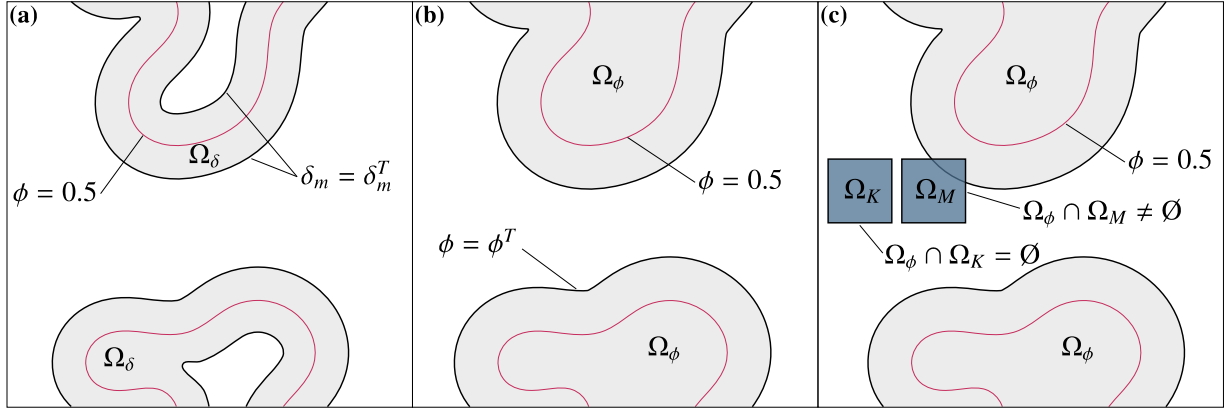 (a)
Ω_δ
ϕ = 0.5
δ_m = δ_m^T
Ω_δ
(b)
Ω_ϕ
ϕ = 0.5
ϕ = ϕ^T
Ω_ϕ
(c)
Ω_ϕ
ϕ = 0.5
Ω_K
Ω_M
Ω_ϕ ∩ Ω_M ≠ Ø
Ω_ϕ ∩ Ω_K = Ø
Ω_ϕ